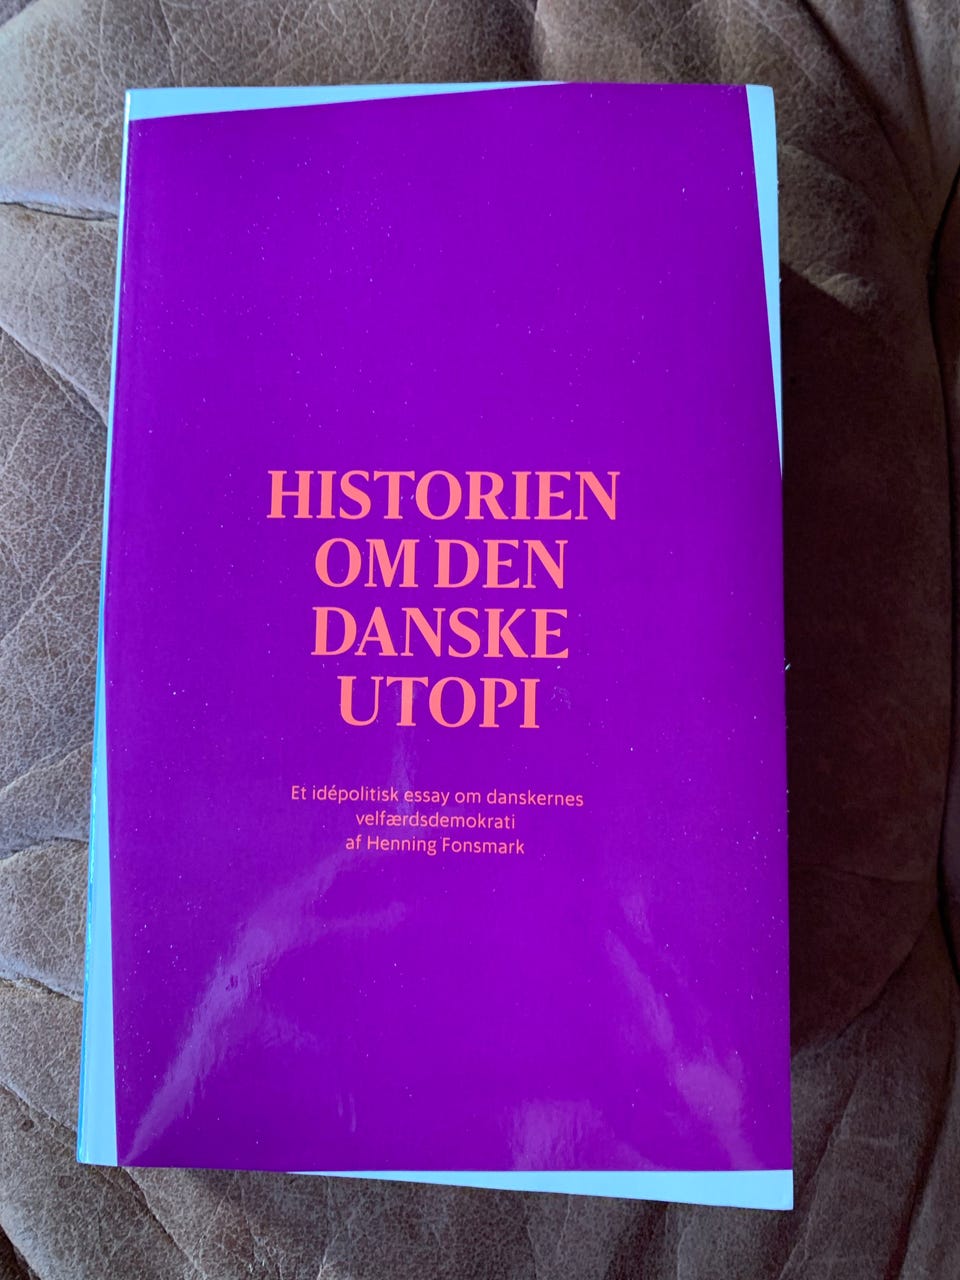 HISTORIEN
OM DEN
DANSKE
UTOPI
Et idépolitisk essay om danskernes
velfærdsdemokrati
af Henning Fonsmark